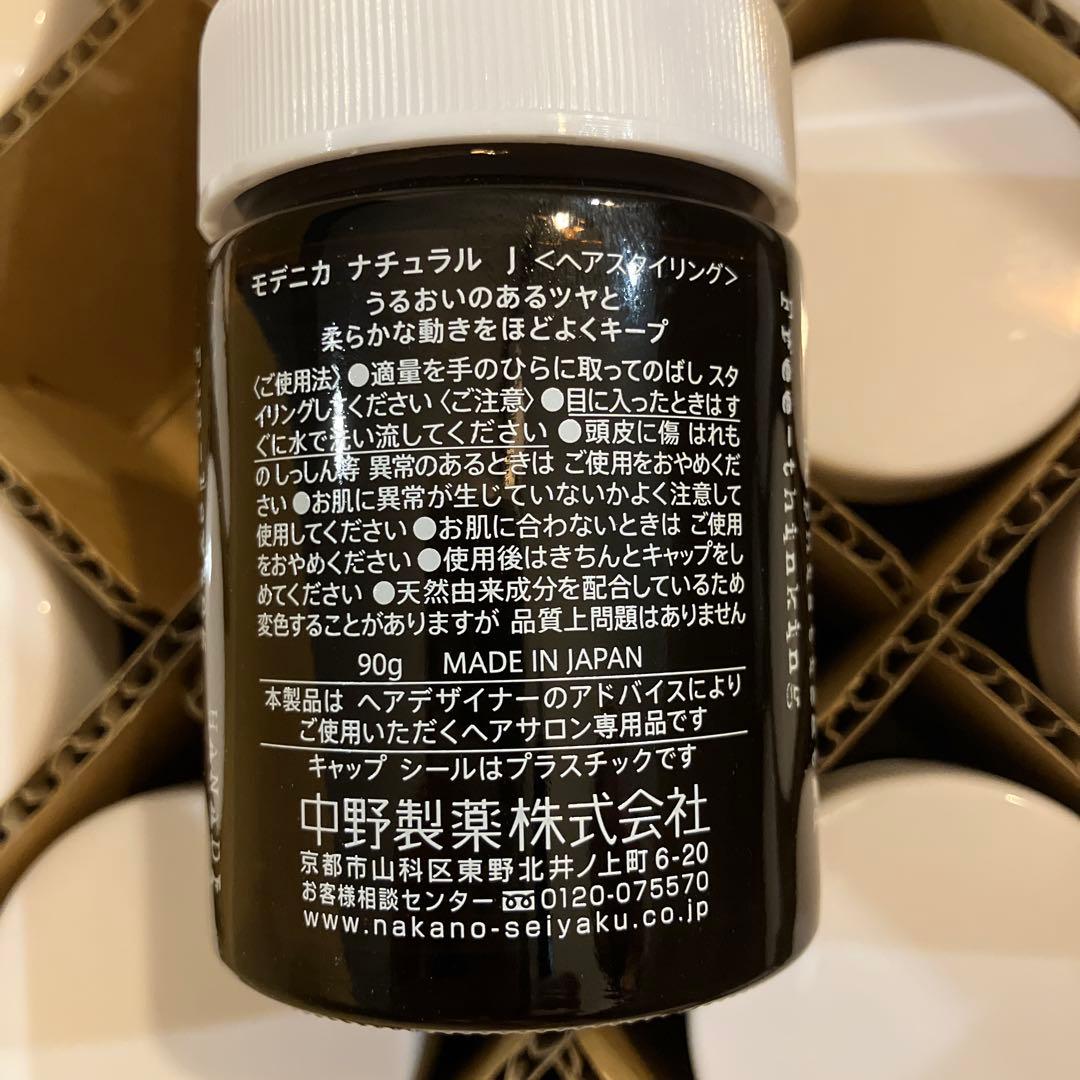 モデニカ ナチュラル J <ヘアスタイリング>
うるおいのあるツヤと
柔らかな動きをほどよくキープ
〈ご使用法〉●適量を手のひらに取ってのばし スタ
イリングしてください〈ご注意〉●目に入ったときはす
ぐに水で洗い流してください ●頭皮に傷 はれも
の しっしん等 異常のあるときは ご使用をおやめくだ
さい ●お肌に異常が生じていないかよく注意して
使用してください ●お肌に合わないときは ご使用
をおやめください ●使用後はきちんとキャップをし
めてください ●天然由来成分を配合しているため
変色することがありますが 品質上問題はありません
90g MADE IN JAPAN
本製品は ヘアデザイナーのアドバイスにより
ご使用いただくヘアサロン専用品です
キャップ シールはプラスチックです
中野製薬株式会社
京都市山科区東野北井ノ上町6-20
お客様相談センター 0120-075570
www.nakano-seiyaku.co.jp
Free-thinking